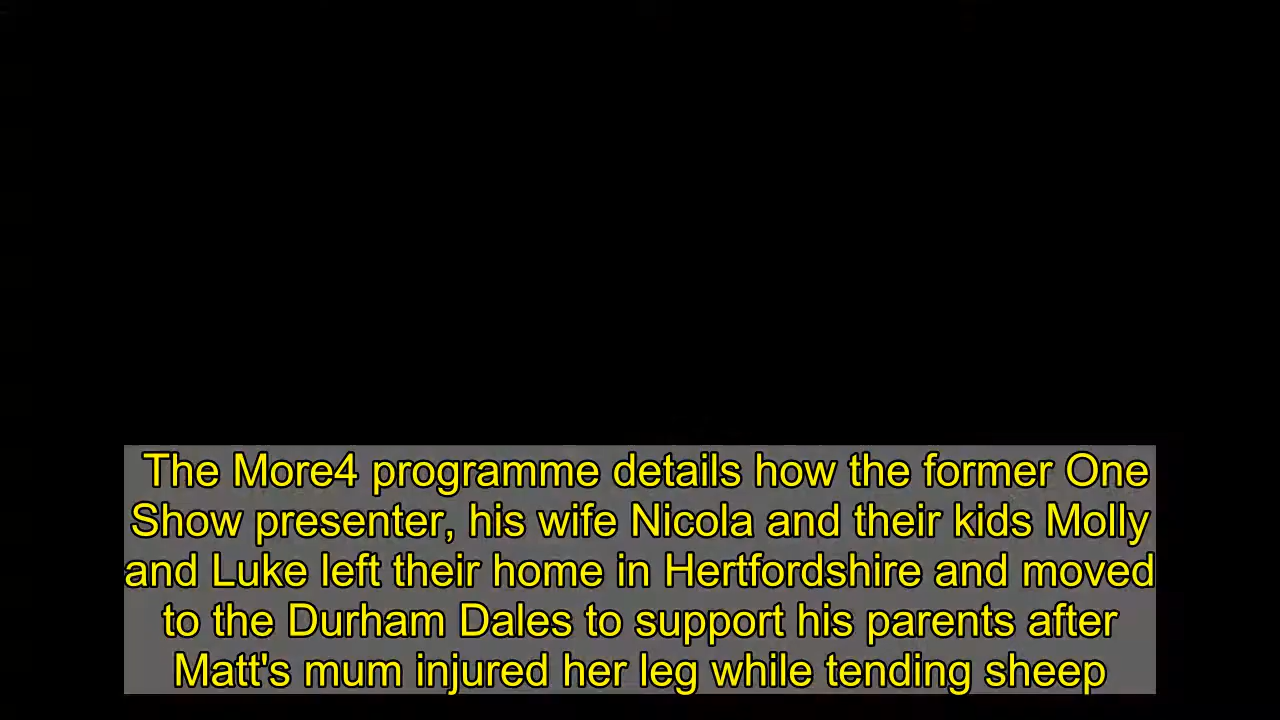 The More4 programme details how the former One
Show presenter, his wife Nicola and their kids Molly
and Luke left their home in Hertfordshire and moved
to the Durham Dales to support his parents after
Matt's mum injured her leg while tending sheep